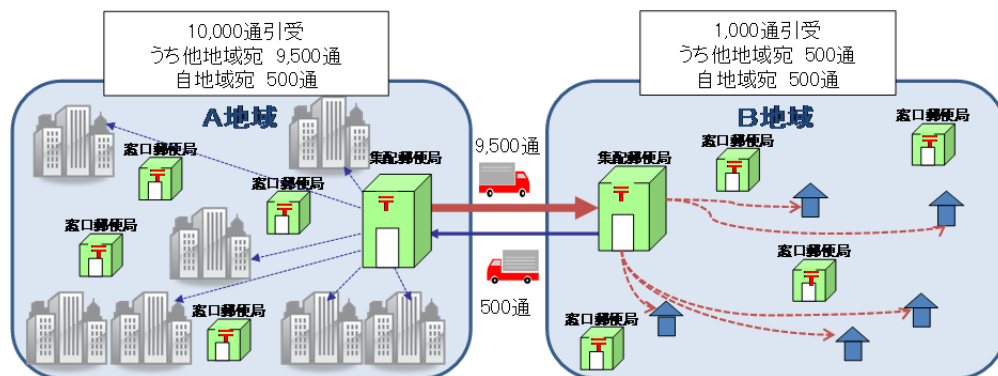 10,000通引受
うち他地域宛 9,500通
自地域宛 500通
1,000通引受
うち他地域宛 500通
自地域宛 500通
A地域
B地域
窓口郵便局
窓口郵便局
窓口郵便局
窓口郵便局
集配郵便局
9,500通
500通
集配郵便局
窓口郵便局
窓口郵便局
窓口郵便局
窓口郵便局